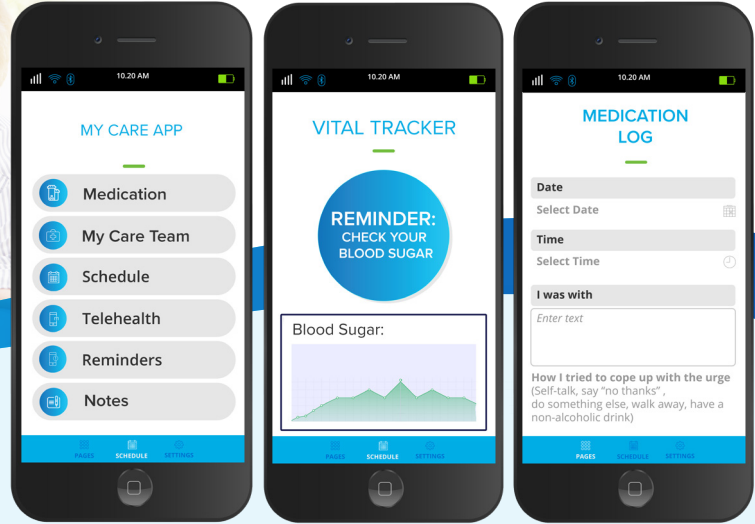 10.20 AM
MY CARE APP
Medication
My Care Team
Schedule
Telehealth
Reminders
Notes
PAGES
SCHEDULE
SETTINGS
10.20 AM
VITAL TRACKER
REMINDER:
CHECK YOUR
BLOOD SUGAR
Blood Sugar:
PAGES
SCHEDULE
SETTINGS
10.20 AM
MEDICATION
LOG
Date
Select Date
Time
Select Time
I was with
Enter text
How I tried to cope up with the urge
(Self-talk, say "no thanks" ,
do something else, walk away, have a
non-alcoholic drink)
PAGES
SCHEDULE
SETTINGS